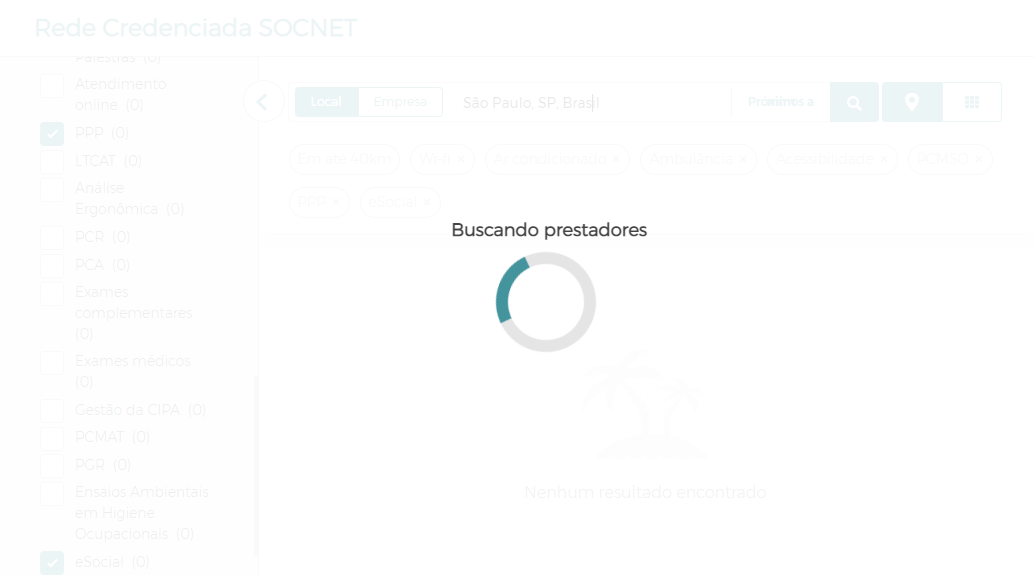 Rede Credenciada SOCNET
Palestras (0)
Atendimento
online (0)
PPP (0)
LTCAT (0)
Análise
Ergonômica (0)
PCR (0)
PCA (0)
Exames
complementares
(0)
Exames médicos
(0)
Gestão da CIPA (0)
PCMAT (0)
PGR (0)
Ensaios Ambientais
em Higiene
Ocupacionais (0)
eSocial (0)
Local Empresa São Paulo, SP, Brasil Próximos a
Em até 40km Wi-fi × Ar condicionado × Ambulância × Acessibilidade × PCMSO ×
PPP × eSocial ×
Buscando prestadores
Nenhum resultado encontrado